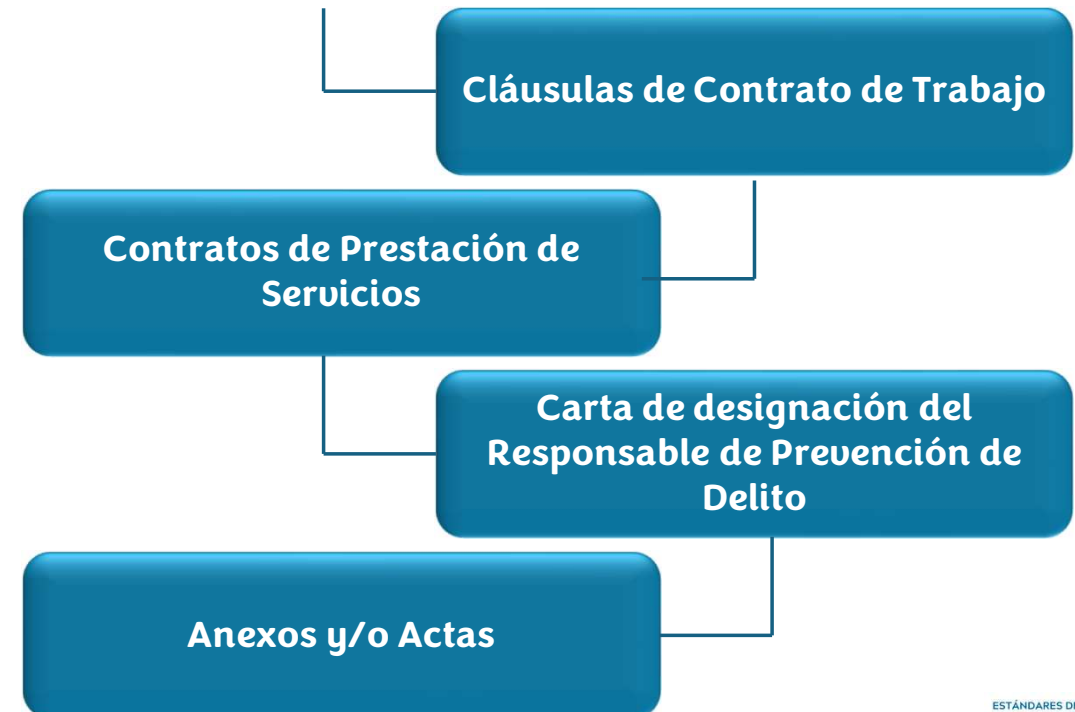 Cláusulas de Contrato de Trabajo
Contratos de Prestación de
Servicios
Carta de designación del
Responsable de Prevención de
Delito
Anexos y/o Actas
ESTÁNDARES